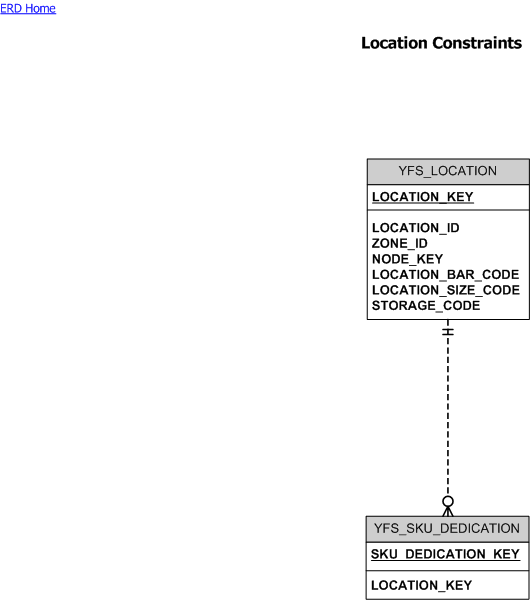 ERD Home
Location Constraints
YFS_LOCATION
LOCATION_KEY
LOCATION_ID
ZONE_ID
NODE_KEY
LOCATION_BAR_CODE
LOCATION_SIZE_CODE
STORAGE_CODE
YFS_SKU_DEDICATION
SKU_DEDICATION_KEY
LOCATION_KEY